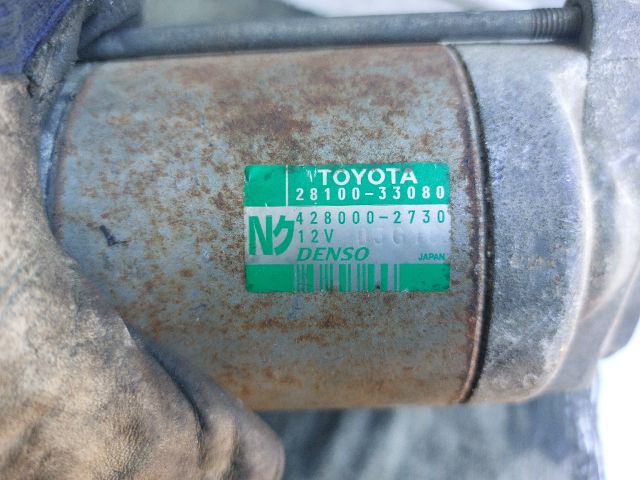 TOYOTA
28100-33080
428000-2730
Nク
12V
DENSO
JAPAN